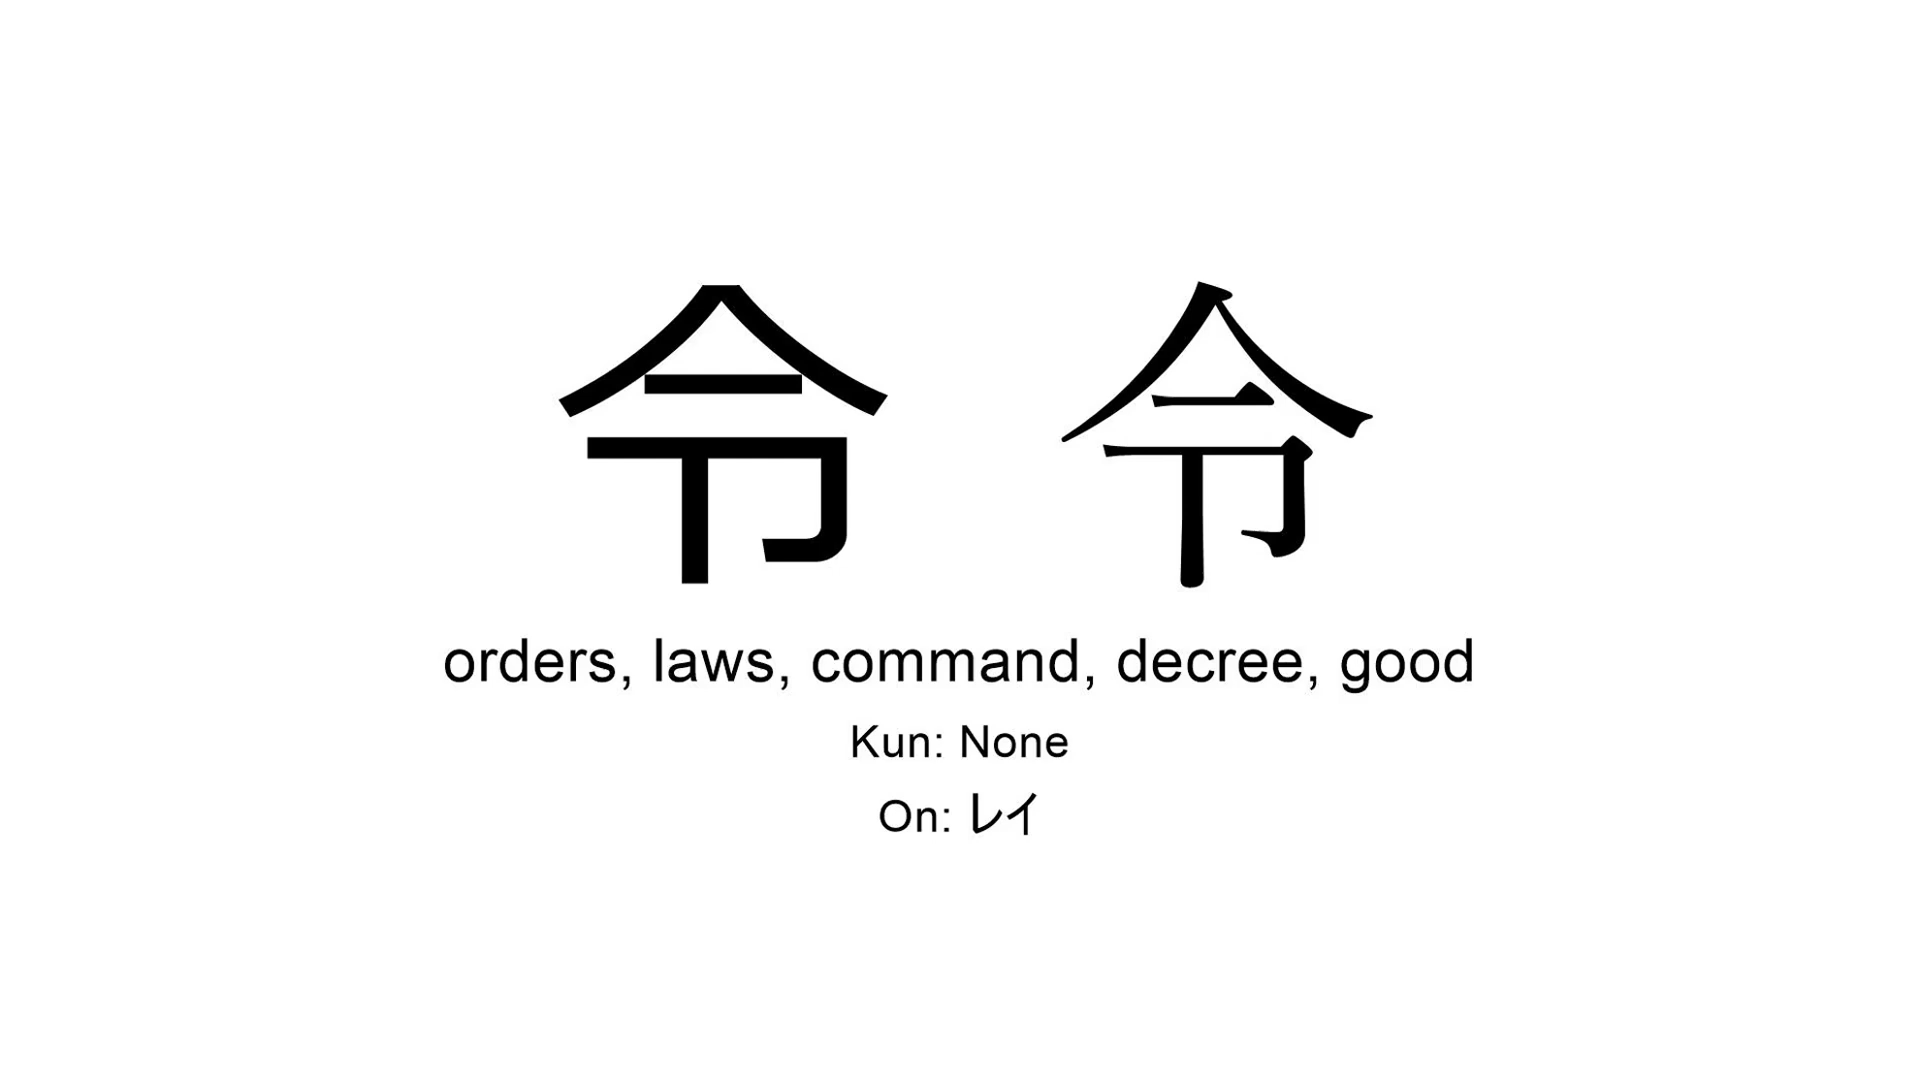 令 令
orders, laws, command, decree, good
Kun: None
On: レイ